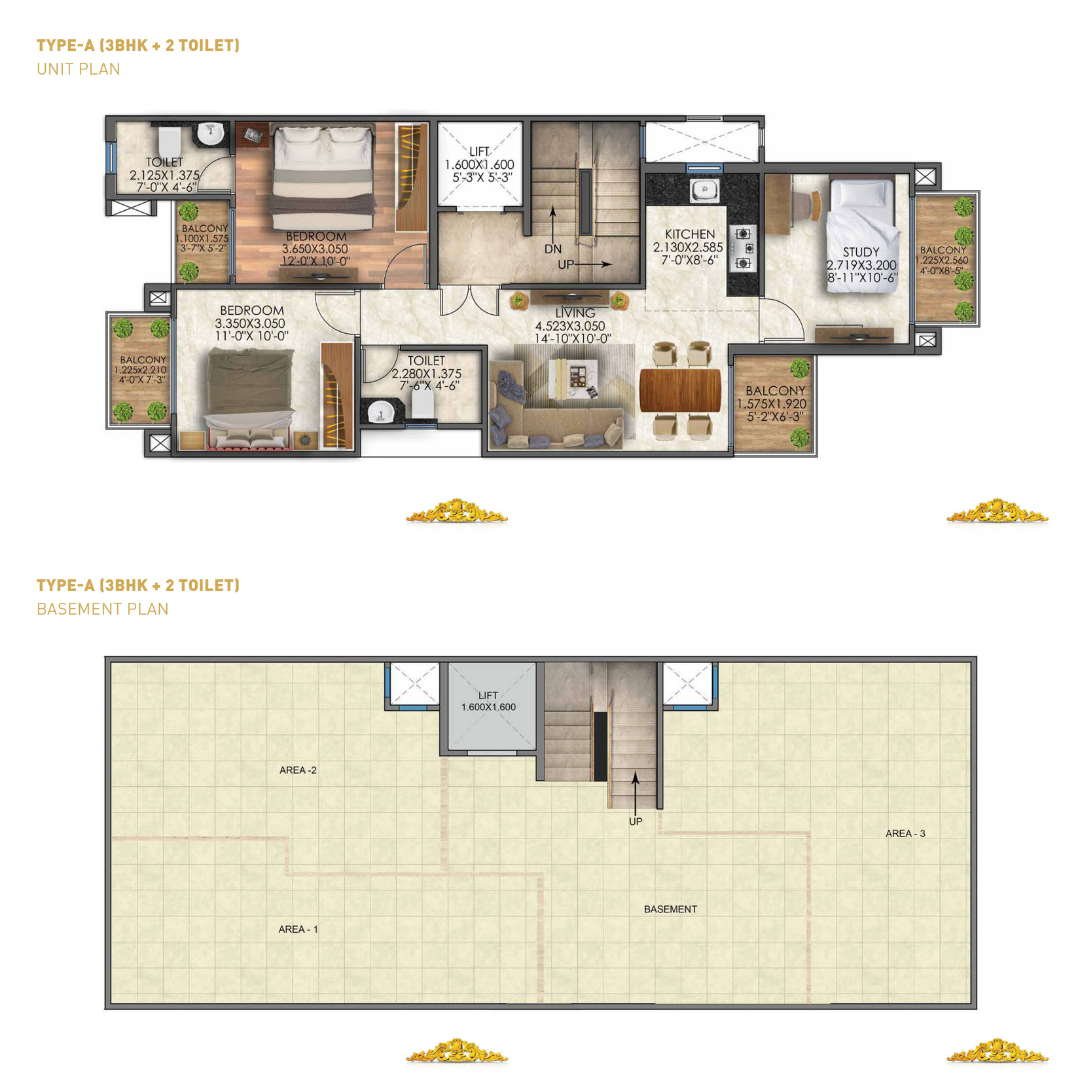 TYPE-A (3BHK + 2 TOILET)
UNIT PLAN
TOILET
2.125X1.375
7'-0"X 4'-6"
BALCONY
1.100X1.575
3'-7"X 5'-2"
BEDROOM
3.650X3.050
12'-0"X 10'-0"
LIFT
1.600X1.600
5'-3"X 5'-3"
DN
UP
KITCHEN
2.130X2.585
7'-0"X8'-6"
STUDY
2.719X3.200
8'-11"X10'-6"
BALCONY
1.225X2.560
4'-0"X8'-5"
BEDROOM
3.350X3.050
11'-0"X 10'-0"
BALCONY
1.225x2.210
4'-0"X 7'-3"
TOILET
2.280X1.375
7'-6"X 4'-6"
LIVING
4.523X3.050
14'-10"X10'-0"
BALCONY
1.575X1.920
5'-2"X6'-3"
TYPE-A (3BHK + 2 TOILET)
BASEMENT PLAN
LIFT
1.600X1.600
AREA -2
UP
AREA - 3
BASEMENT
AREA - 1